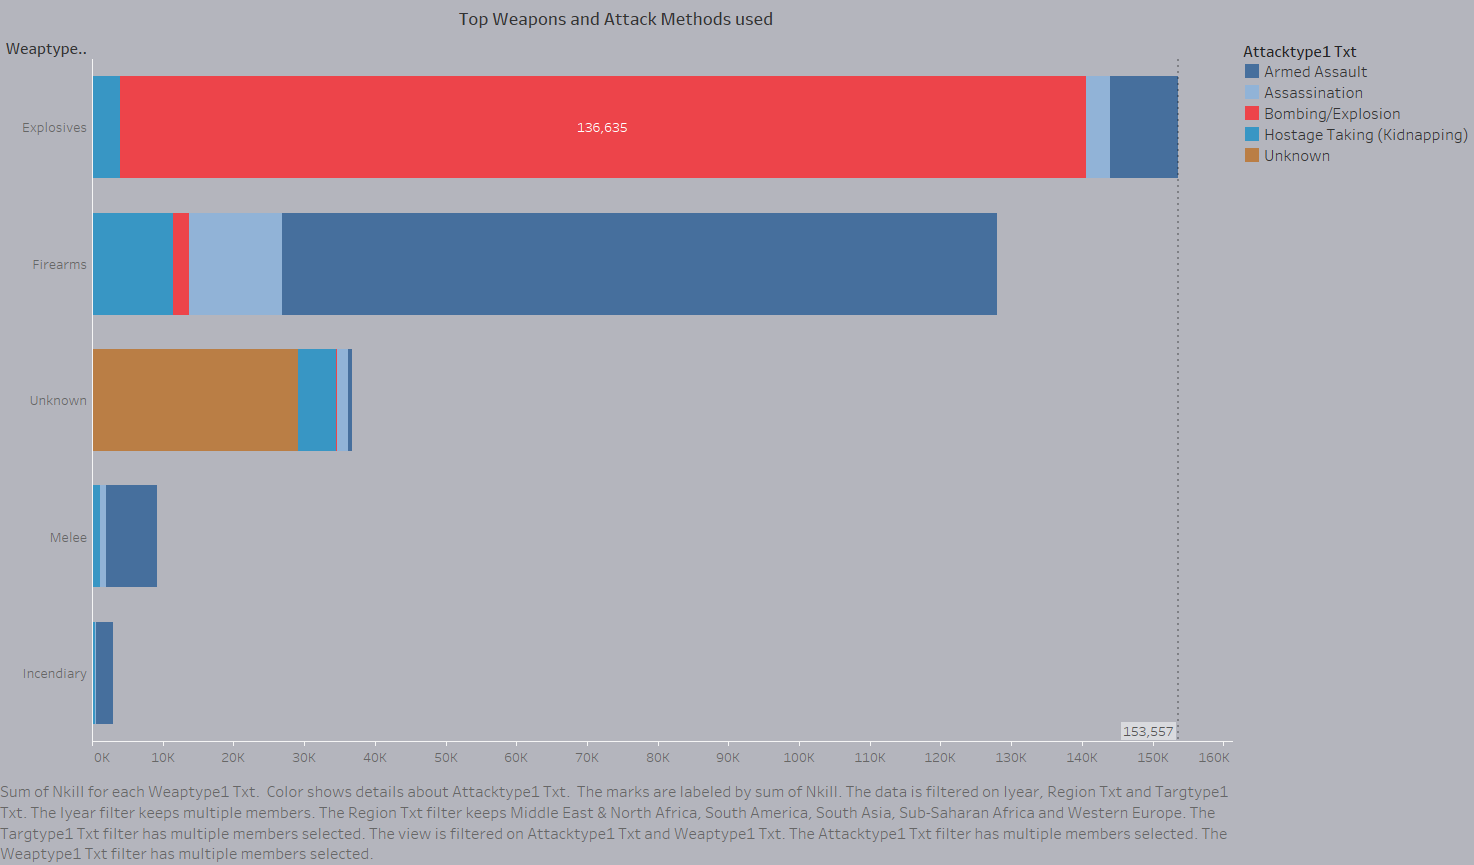 Top Weapons and Attack Methods used
Weaptype..
Attacktype1 Txt
Armed Assault
Assassination
Bombing/Explosion
Hostage Taking (Kidnapping)
Unknown
Explosives
136,635
Firearms
Unknown
Melee
Incendiary
153,557
0K 10K 20K 30K 40K 50K 60K 70K 80K 90K 100K 110K 120K 130K 140K 150K 160K
Sum of Nkill for each Weaptype1 Txt.  Color shows details about Attacktype1 Txt.  The marks are labeled by sum of Nkill. The data is filtered on Iyear, Region Txt and Targtype1
Txt. The Iyear filter keeps multiple members. The Region Txt filter keeps Middle East & North Africa, South America, South Asia, Sub-Saharan Africa and Western Europe. The
Targtype1 Txt filter has multiple members selected. The view is filtered on Attacktype1 Txt and Weaptype1 Txt. The Attacktype1 Txt filter has multiple members selected. The
Weaptype1 Txt filter has multiple members selected.